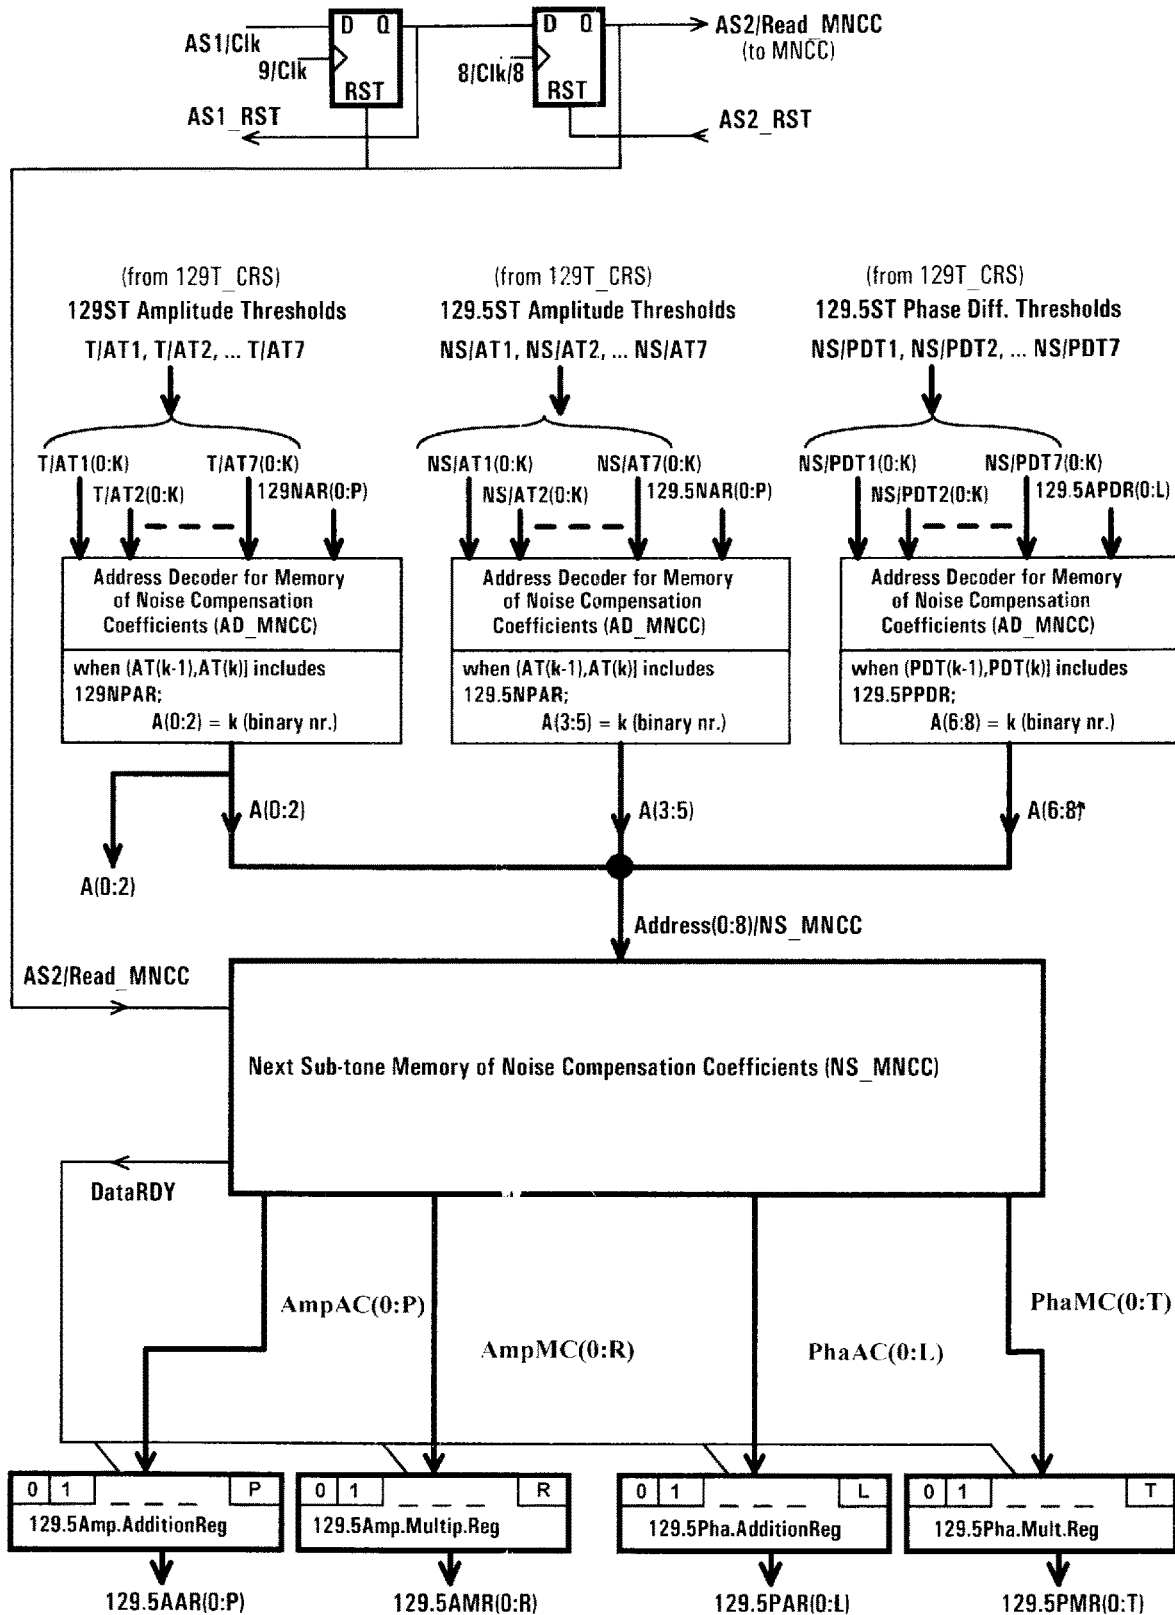 D Q
D Q
AS2/Read_MNCC
(to MNCC)
AS1/Clk
9/Clk
8/Clk/8
RST
RST
AS1_RST
AS2_RST
(from 129T_CRS)
129ST Amplitude Thresholds
T/AT1, T/AT2, ... T/AT7
(from 129T_CRS)
129.5ST Amplitude Thresholds
NS/AT1, NS/AT2, ... NS/AT7
(from 129T_CRS)
129.5ST Phase Diff. Thresholds
NS/PDT1, NS/PDT2, ... NS/PDT7
T/AT1(0:K)
T/AT7(0:K)
T/AT2(0:K)
129NAR(0:P)
NS/AT1(0:K)
NS/AT7(0:K)
NS/AT2(0:K)
129.5NAR(0:P)
NS/PDT1(0:K)
NS/PDT7(0:K)
NS/PDT2(0:K)
129.5APDR(0:L)
Address Decoder for Memory
of Noise Compensation
Coefficients (AD_MNCC)
when (AT(k-1),AT(k)] includes
129NPAR;
A(0:2) = k (binary nr.)
Address Decoder for Memory
of Noise Compensation
Coefficients (AD_MNCC)
when (AT(k-1),AT(k)] includes
129.5NPAR;
A(3:5) = k (binary nr.)
Address Decoder for Memory
of Noise Compensation
Coefficients (AD_MNCC)
when (PDT(k-1),PDT(k)] includes
129.5PPDR;
A(6:8) = k (binary nr.)
A(0:2)
A(3:5)
A(6:8)
A(0:2)
Address(0:8)/NS_MNCC
AS2/Read_MNCC
Next Sub-tone Memory of Noise Compensation Coefficients (NS_MNCC)
DataRDY
AmpAC(0:P)
AmpMC(0:R)
PhaAC(0:L)
PhaMC(0:T)
0 1 _ _ _ P
129.5Amp.AdditionReg
0 1 _ _ _ R
129.5Amp.Multip.Reg
0 1 _ _ _ L
129.5Pha.AdditionReg
0 1 _ _ _ T
129.5Pha.Mult.Reg
129.5AAR(0:P)
129.5AMR(0:R)
129.5PAR(0:L)
129.5PMR(0:T)